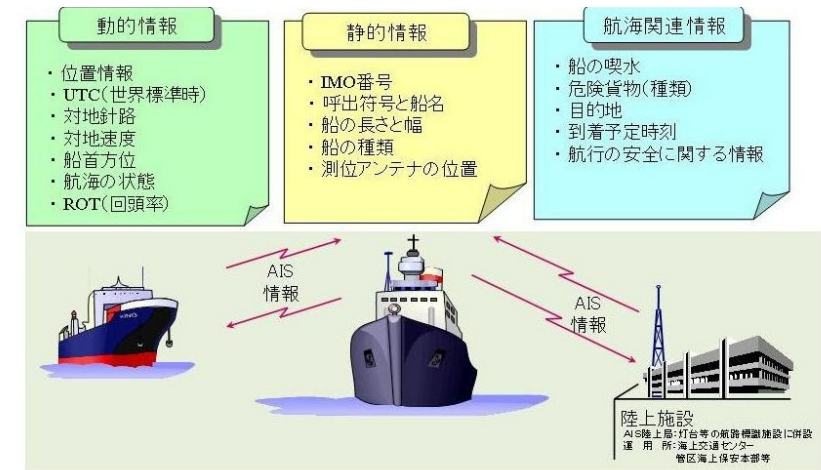 動的情報
・位置情報
・UTC(世界標準時)
・対地針路
・対地速度
・船首方位
・航海の状態
・ROT(回頭率)
静的情報
・IMO番号
・呼出符号と船名
・船の長さと幅
・船の種類
・測位アンテナの位置
航海関連情報
・船の喫水
・危険貨物(種類)
・目的地
・到着予定時刻
・航行の安全に関する情報
AIS
情報
AIS
情報
陸上施設
AIS陸上局:灯台等の航路標識施設に併設
運 用 所:海上交通センター
管区海上保安本部等